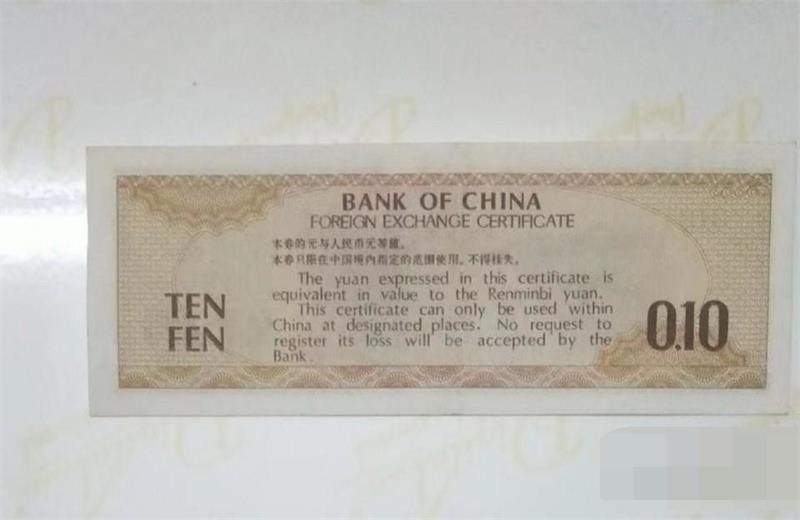 BANK OF CHINA
FOREIGN EXCHANGE CERTIFICATE
本券的元与人民币元等值。
本券只限在中国境内指定的范围使用。不得挂失。
The yuan expressed in this certificate is
equivalent in value to the Renminbi yuan.
This certificate can only be used within
China at designated places. No request to
register its loss will be accepted by the
Bank.
TEN
FEN
0.10